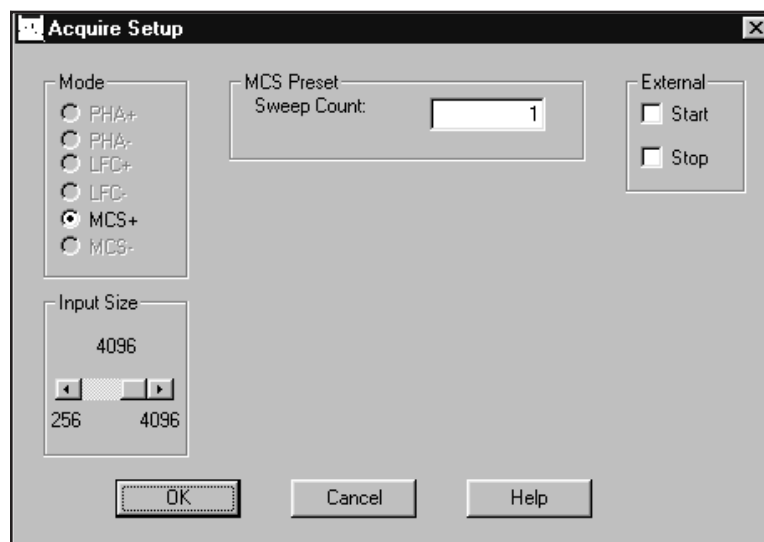 Acquire Setup
Mode
PHA+
PHA-
LFC+
LFC-
MCS+
MCS-
MCS Preset
Sweep Count: 1
External
Start
Stop
Input Size
4096
256 4096
OK Cancel Help